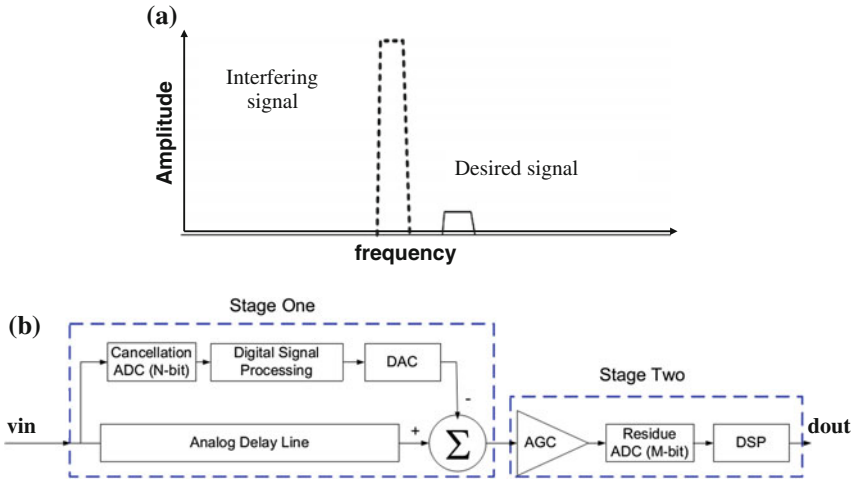 (a)
Amplitude
Interfering
signal
Desired signal
frequency
(b)
Stage One
Cancellation
ADC (N-bit)
Digital Signal
Processing
DAC
-
vin
Analog Delay Line
+
Σ
Stage Two
AGC
Residue
ADC (M-bit)
DSP
dout